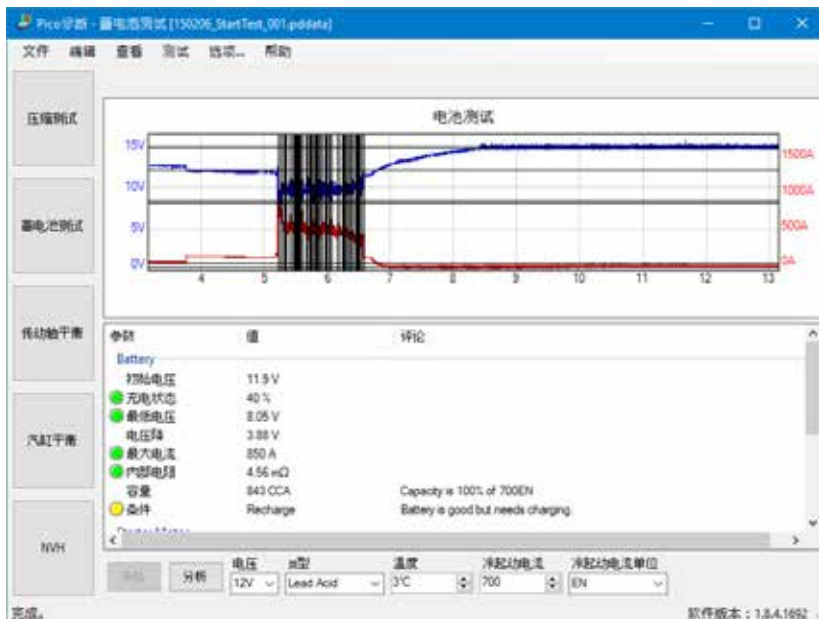 Pico诊断 - 蓄电池测试 [150206_StartTest_001.pddata]
文件 编辑 查看 测试 选项... 帮助
压缩测试
蓄电池测试
传动轴平衡
汽缸平衡
NVH
电池测试
15V
10V
5V
0V
1500A
1000A
500A
0A
4 5 6 7 8 9 10 11 12 13
参数 值 评论
Battery
初始电压 11.9 V
充电状态 40 %
最低电压 8.05 V
电压降 3.88 V
最大电流 850 A
内部电阻 4.56 mΩ
容量 843 CCA Capacity is 100% of 700EN
条件 Recharge Battery is good but needs charging.
分析
电压 类型 温度 冷起动电流 冷起动电流单位
12V Lead Acid 3°C 700 EN
完成。
软件版本：1.8.4.1692